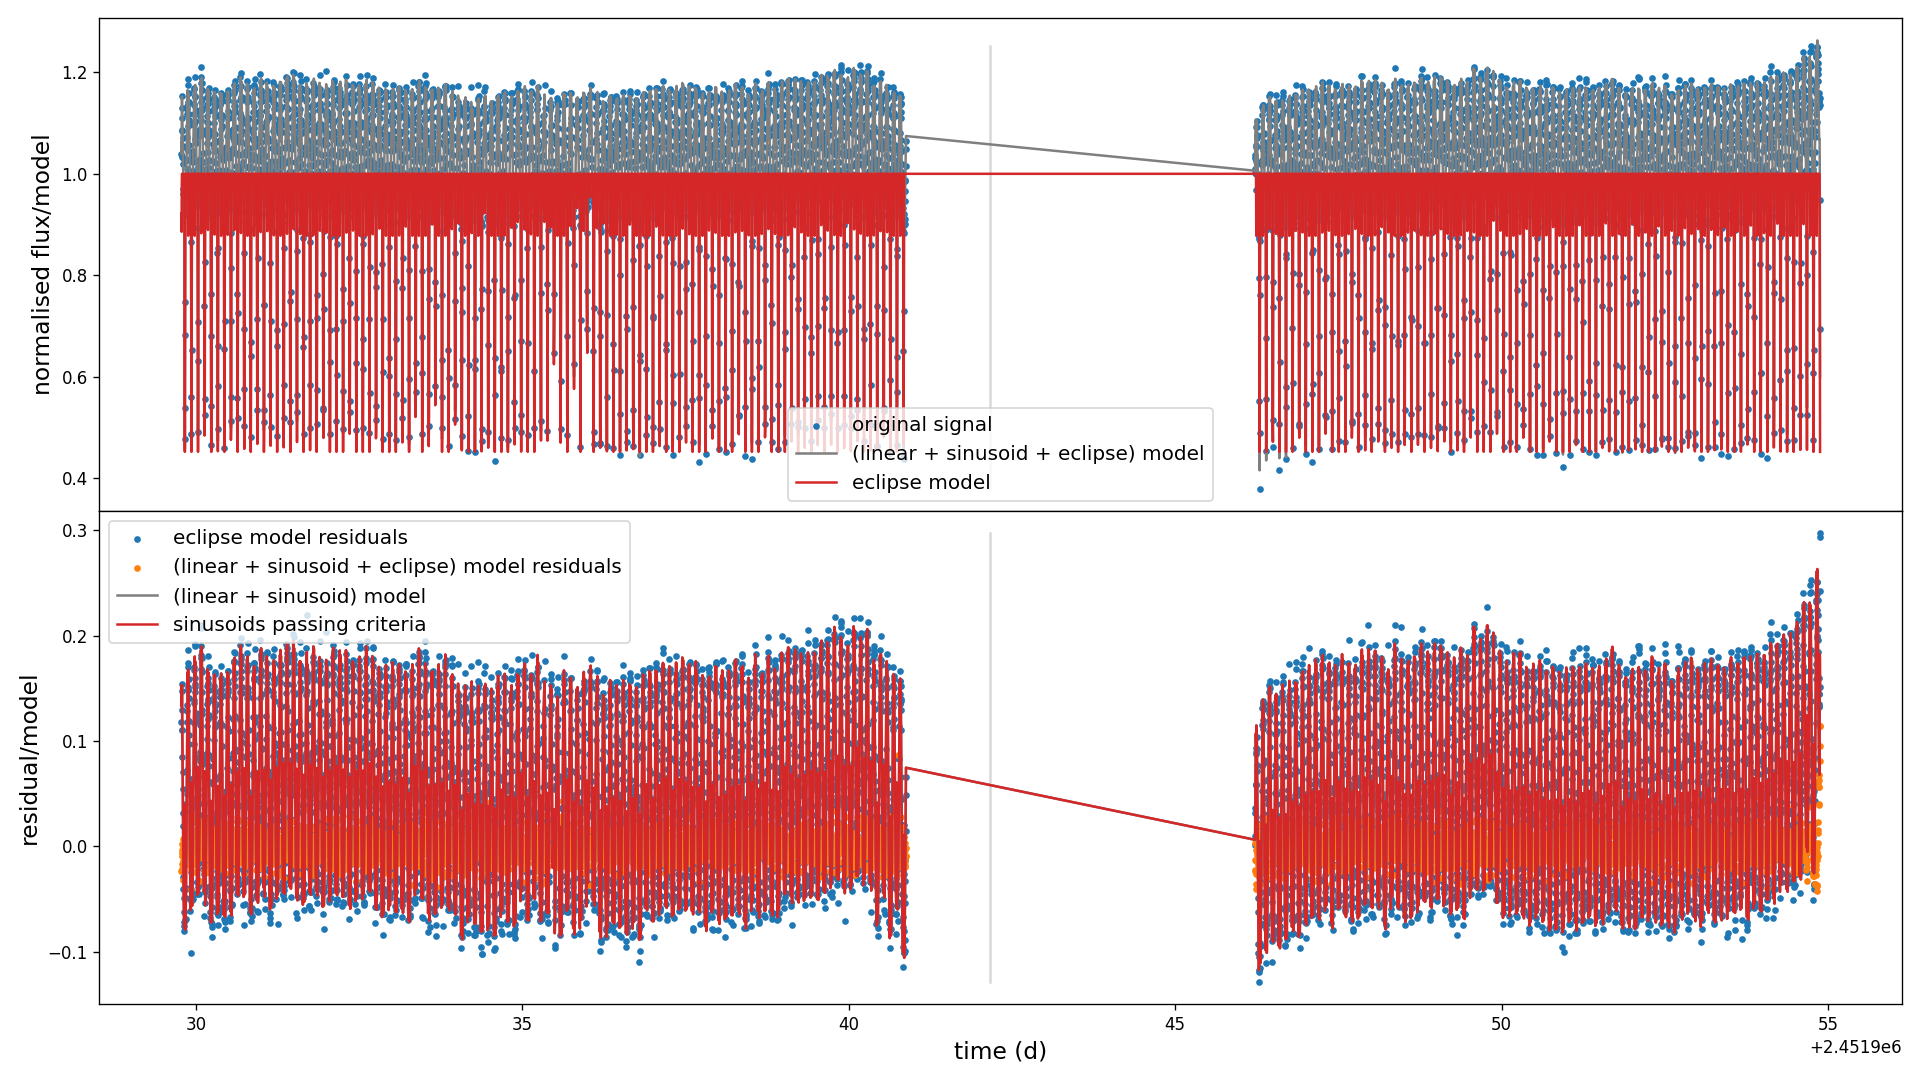 normalised flux/model
1.2
1.0
0.8
0.6
0.4
original signal
(linear + sinusoid + eclipse) model
eclipse model
residual/model
0.3
0.2
0.1
0.0
−0.1
eclipse model residuals
(linear + sinusoid + eclipse) model residuals
(linear + sinusoid) model
sinusoids passing criteria
30
35
40
45
50
55
time (d)
+2.4519e6